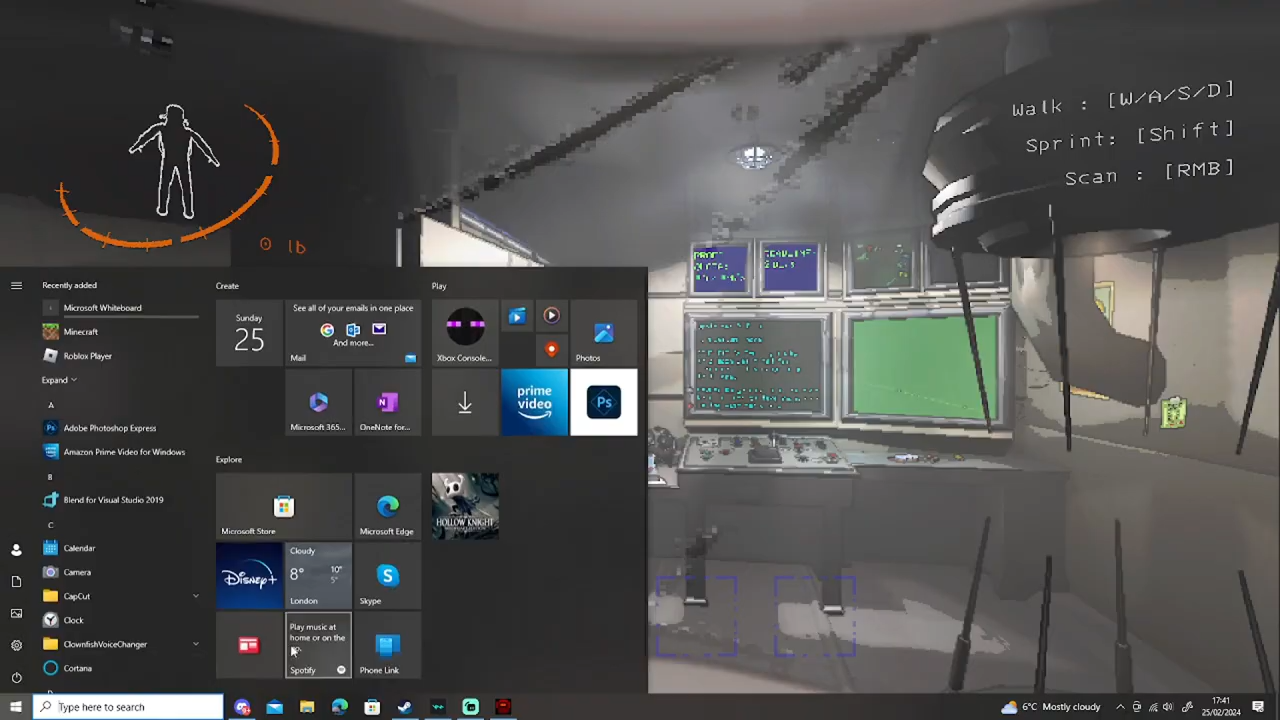 Walk : [W/A/S/D]
Sprint: [Shift]
Scan : [RMB]
0 lb
PROFIT
QUOTA:
DEADLINE:
Recently added
Microsoft Whiteboard
Minecraft
Roblox Player
Expand
A
Adobe Photoshop Express
Amazon Prime Video for Windows
B
Blend for Visual Studio 2019
C
Calendar
Camera
CapCut
Clock
ClownfishVoiceChanger
Cortana
Create
Sunday
25
See all of your emails in one place
And more...
Mail
Microsoft 365...
OneNote for...
Play
Xbox Console...
Photos
prime video
Ps
Explore
Microsoft Store
Microsoft Edge
HOLLOW KNIGHT
Disney+
Cloudy
8°
10°
5°
London
Skype
Play music at
home or on the
Spotify
Phone Link
Type here to search
6°C Mostly cloudy
17:41
25/02/2024